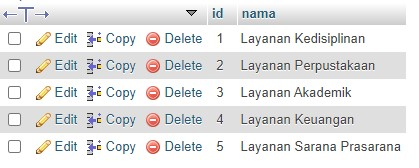 id nama
Edit Copy Delete 1 Layanan Kedisiplinan
Edit Copy Delete 2 Layanan Perpustakaan
Edit Copy Delete 3 Layanan Akademik
Edit Copy Delete 4 Layanan Keuangan
Edit Copy Delete 5 Layanan Sarana Prasarana